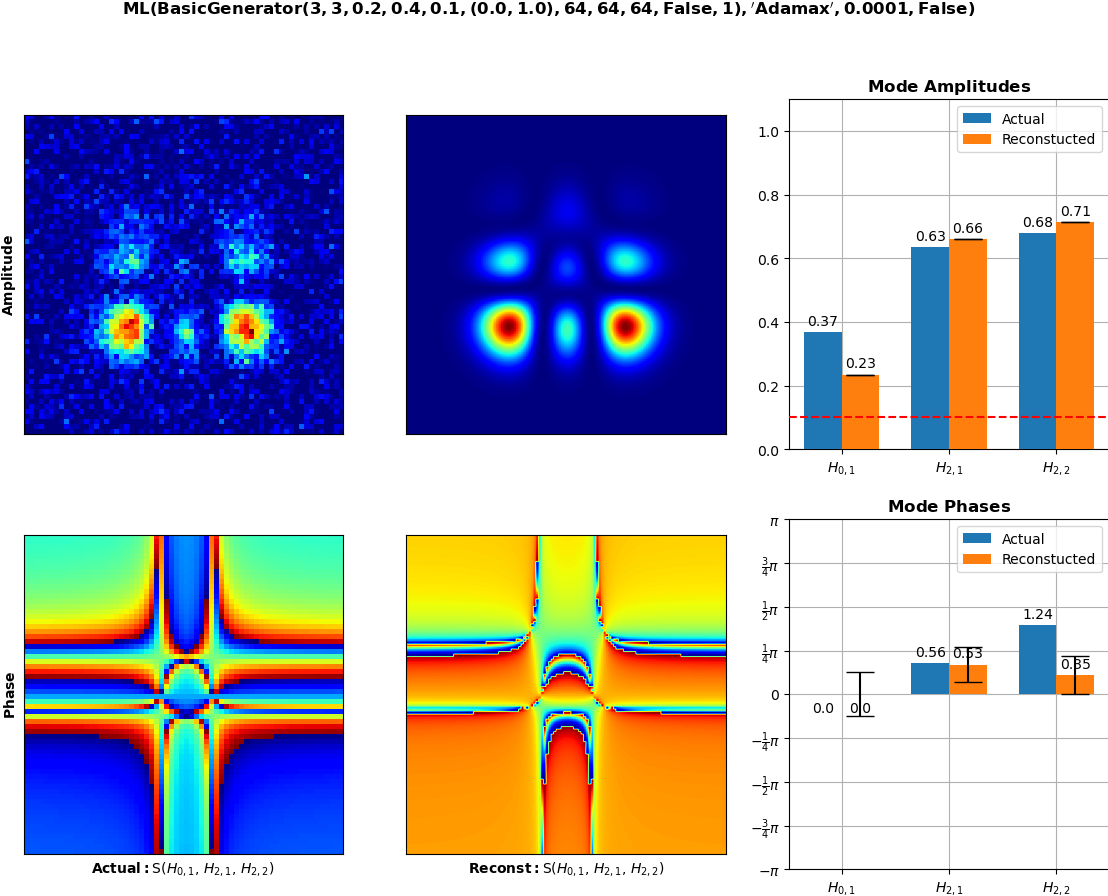 ML(BasicGenerator(3, 3, 0.2, 0.4, 0.1, (0.0, 1.0), 64, 64, 64, False, 1), 'Adamax', 0.0001, False)
Amplitude
Mode Amplitudes
Actual
Reconstucted
1.0
0.8
0.6
0.4
0.2
0.0
0.37
0.23
0.63
0.66
0.68
0.71
H0, 1
H2, 1
H2, 2
Phase
Actual: S(H0, 1, H2, 1, H2, 2)
Reconst: S(H0, 1, H2, 1, H2, 2)
Mode Phases
Actual
Reconstucted
π
3/4π
1/2π
1/4π
0
−1/4π
−1/2π
−3/4π
−π
0.0
0.0
0.56
0.53
1.24
0.35
H0, 1
H2, 1
H2, 2